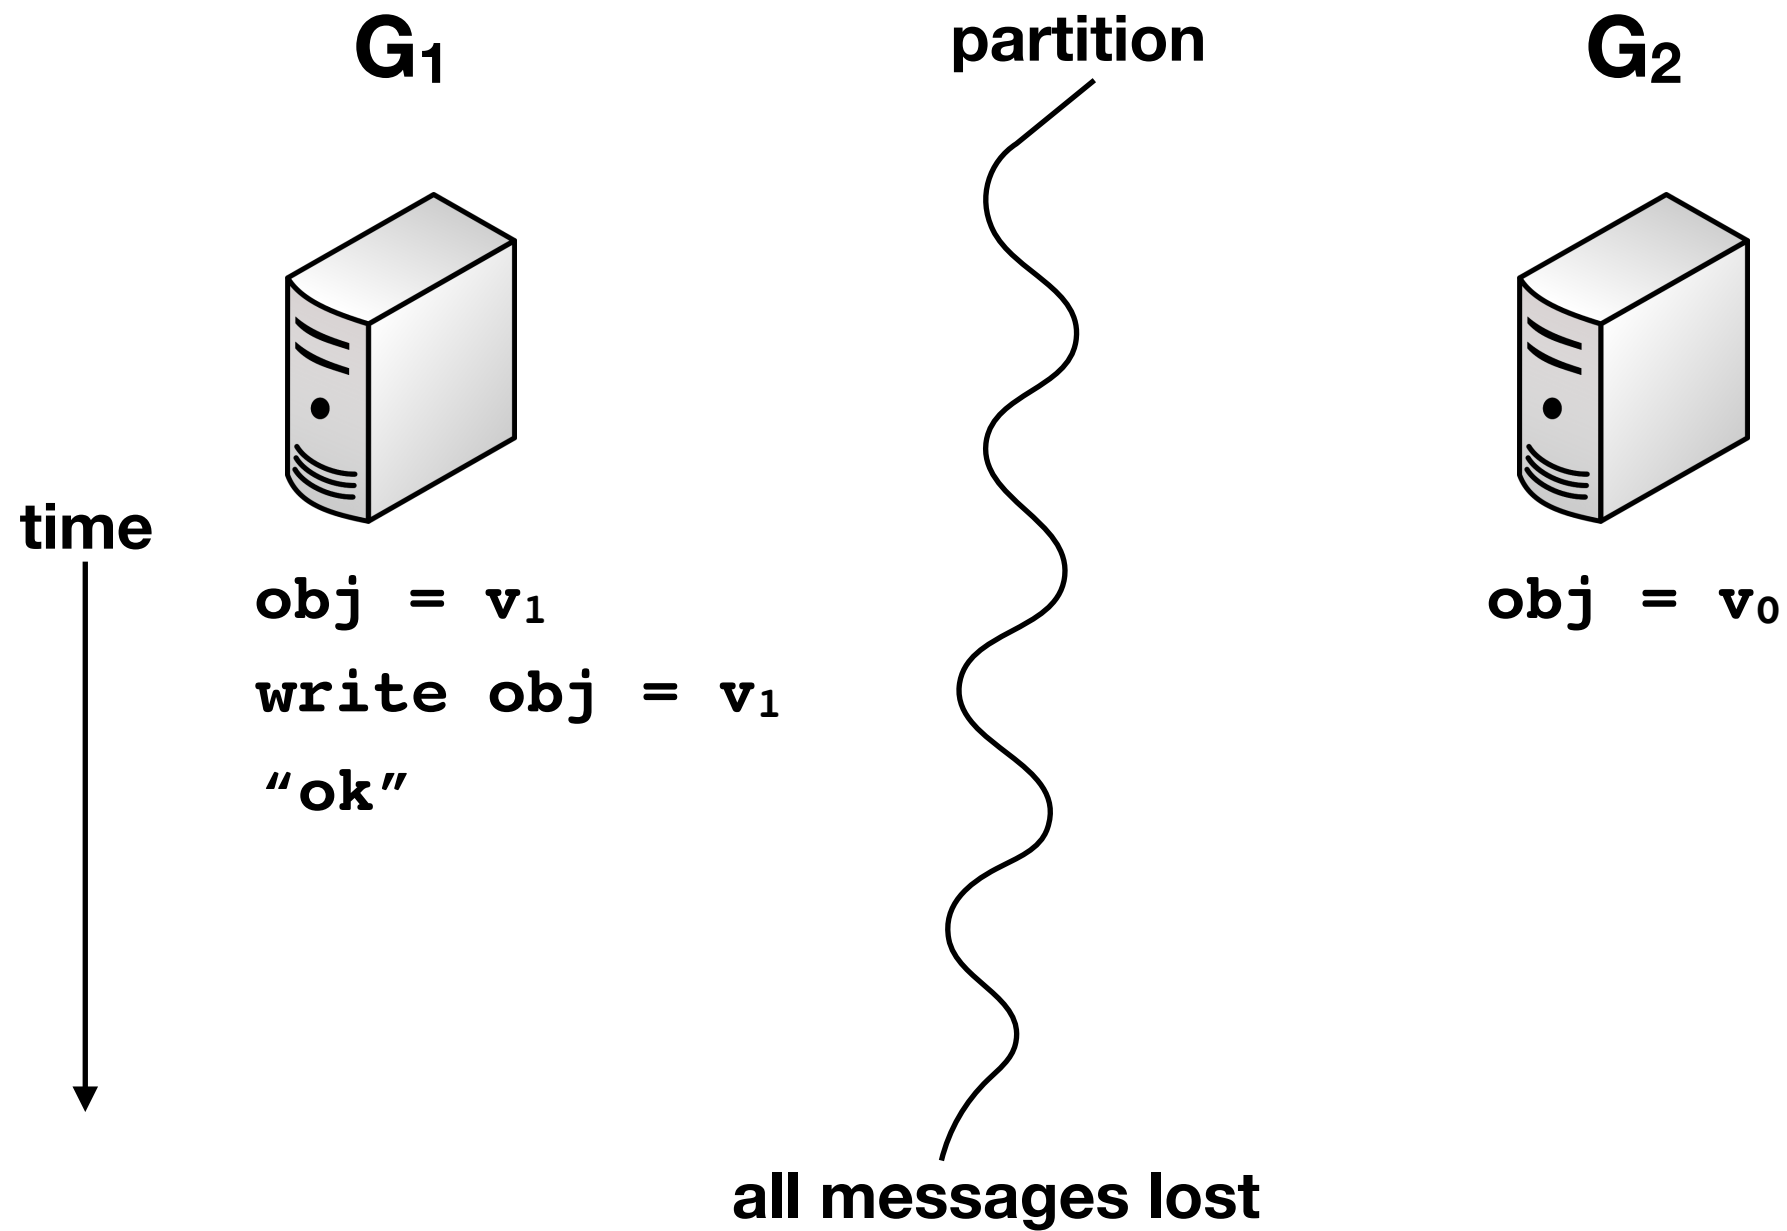 G₁
partition
G₂
time
obj = v₁
obj = v₀
write obj = v₁
“ok”
all messages lost